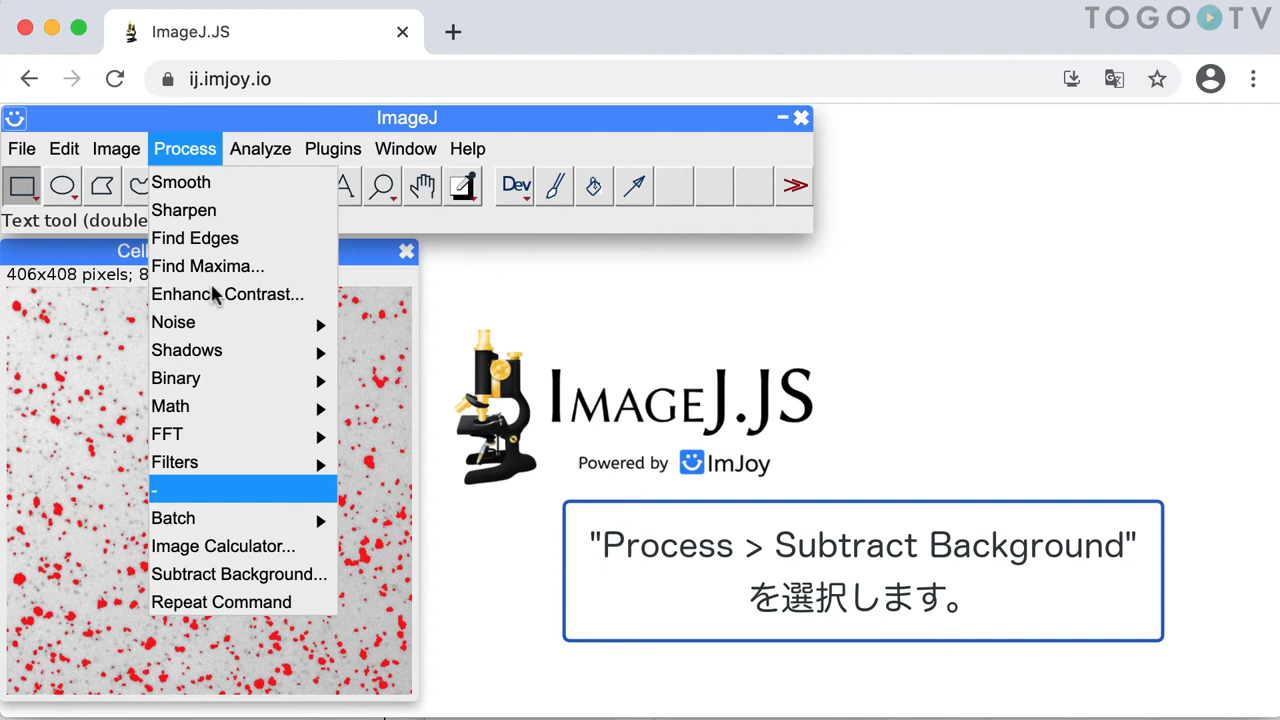 TOGO TV
ImageJ.JS
ij.imjoy.io
ImageJ
File Edit Image Process Analyze Plugins Window Help
A Dev
Text tool (double
Cell
406x408 pixels; 8
Smooth
Sharpen
Find Edges
Find Maxima...
Enhance Contrast...
Noise
Shadows
Binary
Math
FFT
Filters
-
Batch
Image Calculator...
Subtract Background...
Repeat Command
IMAGEJ.JS
Powered by ImJoy
"Process > Subtract Background"
を選択します。